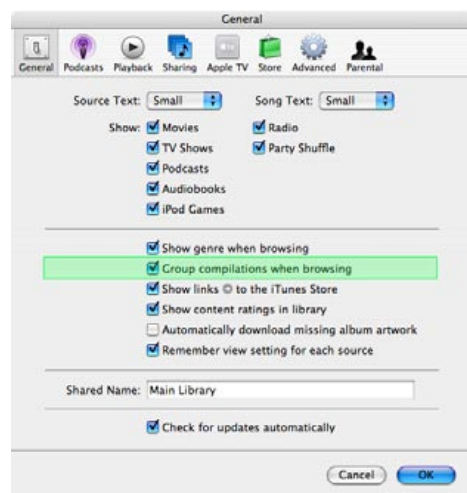 General
General Podcasts Playback Sharing Apple TV Store Advanced Parental
Source Text: Small Song Text: Small
Show: Movies Radio
TV Shows Party Shuffle
Podcasts
Audiobooks
iPod Games
Show genre when browsing
Group compilations when browsing
Show links to the iTunes Store
Show content ratings in library
Automatically download missing album artwork
Remember view setting for each source
Shared Name: Main Library
Check for updates automatically
Cancel OK